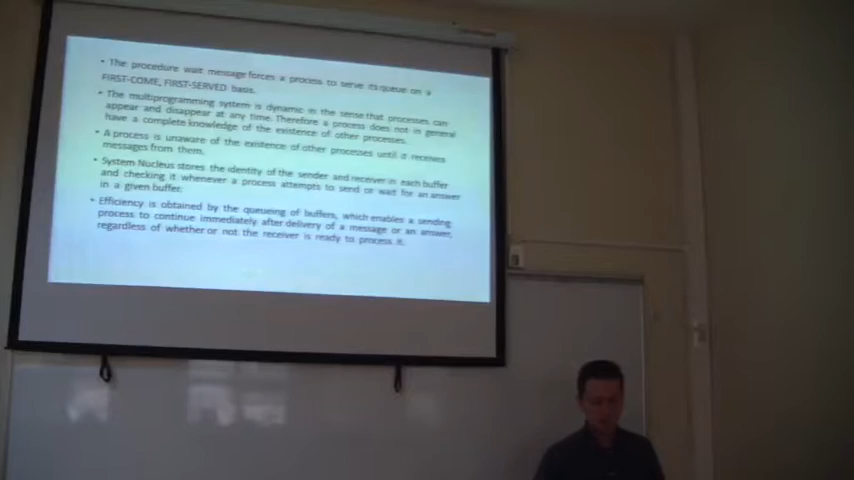 • The procedure wait message forces a process to serve its queue on a
FIRST-COME, FIRST-SERVED basis.
• The multiprogramming system is dynamic in the sense that processes can
appear and disappear at any time. Therefore a process does not in general
have a complete knowledge of the existence of other processes.
• A process is unaware of the existence of other processes until it receives
messages from them.
• System Nucleus stores the identity of the sender and receiver in each buffer
and checking it whenever a process attempts to send or wait for an answer
in a given buffer.
• Efficiency is obtained by the queueing of buffers, which enables a sending
process to continue immediately after delivery of a message or an answer,
regardless of whether or not the receiver is ready to process it.